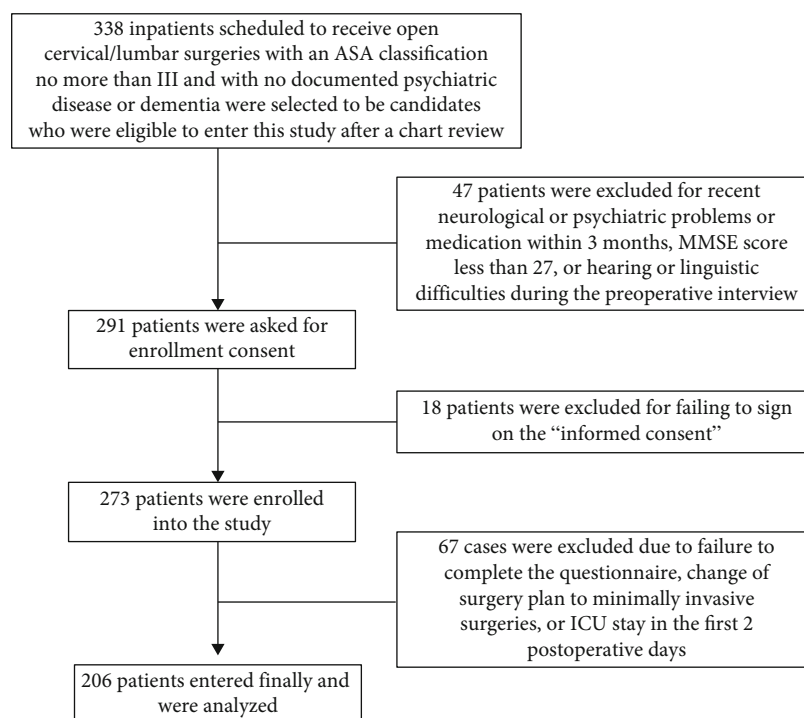 338 inpatients scheduled to receive open
cervical/lumbar surgeries with an ASA classification
no more than III and with no documented psychiatric
disease or dementia were selected to be candidates
who were eligible to enter this study after a chart review
47 patients were excluded for recent
neurological or psychiatric problems or
medication within 3 months, MMSE score
less than 27, or hearing or linguistic
difficulties during the preoperative interview
291 patients were asked for
enrollment consent
18 patients were excluded for failing to sign
on the “informed consent”
273 patients were enrolled
into the study
67 cases were excluded due to failure to
complete the questionnaire, change of
surgery plan to minimally invasive
surgeries, or ICU stay in the first 2
postoperative days
206 patients entered finally and
were analyzed